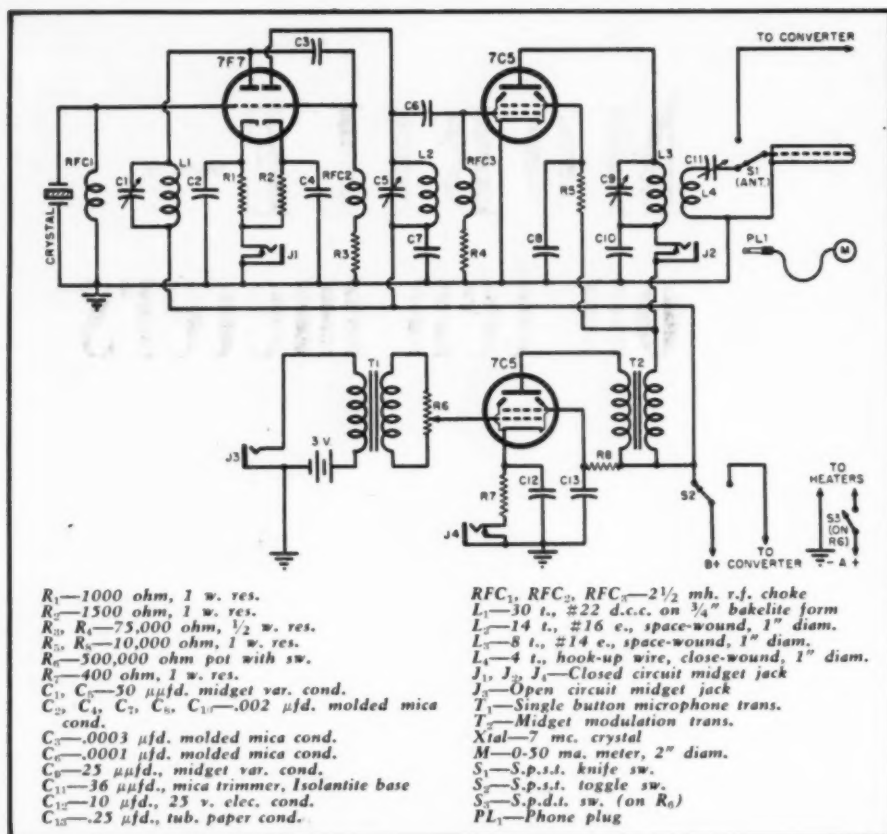 TO CONVERTER
C3
7F7
7C5
C6
CRYSTAL
RFC1
C1
L1
C2
R1
R2
C4
RFC2
R3
C5
L2
C7
RFC3
R4
C8
R5
C9
L3
C10
C11
L4
S1
(ANT.)
J1
J2
PL1
M
J3
3 V.
T1
R6
7C5
R7
J4
C12
C13
R8
T2
S2
B+
TO
CONVERTER
TO
HEATERS
S3
(ON
R6)
- A +
R₁—1000 ohm, 1 w. res.
R₂—1500 ohm, 1 w. res.
R₃, R₄—75,000 ohm, ½ w. res.
R₅, R₈—10,000 ohm, 1 w. res.
R₆—500,000 ohm pot with sw.
R₇—400 ohm, 1 w. res.
C₁, C₅—50 μμfd. midget var. cond.
C₂, C₄, C₇, C₈, C₁₀—.002 μfd. molded mica
cond.
C₃—.0003 μfd. molded mica cond.
C₆—.0001 μfd. molded mica cond.
C₉—25 μμfd., midget var. cond.
C₁₁—36 μμfd., mica trimmer, Isolantite base
C₁₂—10 μfd., 25 v. elec. cond.
C₁₃—.25 μfd., tub. paper cond.
RFC₁, RFC₂, RFC₃—2½ mh. r.f. choke
L₁—30 t., #22 d.c.c. on ¾" bakelite form
L₂—14 t., #16 e., space-wound, 1" diam.
L₃—8 t., #14 e., space-wound, 1" diam.
L₄—4 t., hook-up wire, close-wound, 1" diam.
J₁, J₂, J₄—Closed circuit midget jack
J₃—Open circuit midget jack
T₁—Single button microphone trans.
T₂—Midget modulation trans.
Xtal—7 mc. crystal
M—0-50 ma. meter, 2" diam.
S₁—S.p.s.t. knife sw.
S₂—S.p.s.t. toggle sw.
S₃—S.p.d.t. sw. (on R₆)
PL₁—Phone plug